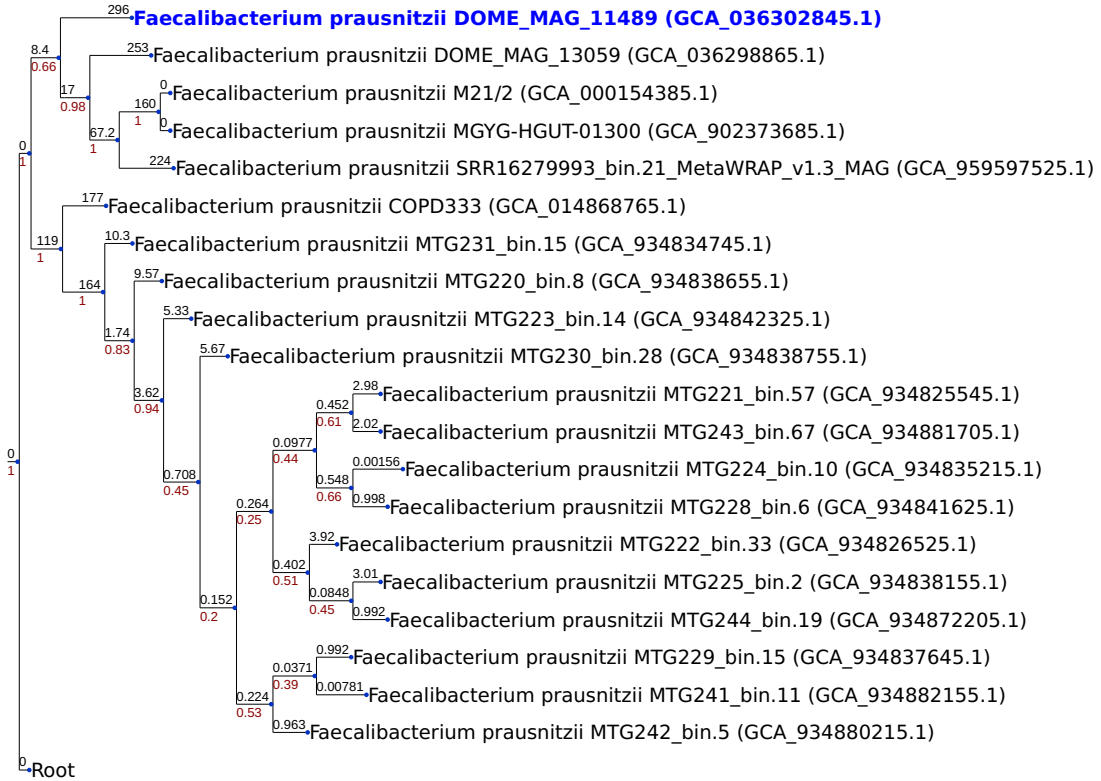 296 Faecalibacterium prausnitzii DOME_MAG_11489 (GCA_036302845.1)
8.4
0.66
253 Faecalibacterium prausnitzii DOME_MAG_13059 (GCA_036298865.1)
17
0.98
0 Faecalibacterium prausnitzii M21/2 (GCA_000154385.1)
160
1
0 Faecalibacterium prausnitzii MGYG-HGUT-01300 (GCA_902373685.1)
67.2
1
0
1
224 Faecalibacterium prausnitzii SRR16279993_bin.21_MetaWRAP_v1.3_MAG (GCA_959597525.1)
177 Faecalibacterium prausnitzii COPD333 (GCA_014868765.1)
119
1
10.3 Faecalibacterium prausnitzii MTG231_bin.15 (GCA_934834745.1)
164
1
9.57 Faecalibacterium prausnitzii MTG220_bin.8 (GCA_934838655.1)
1.74
0.83
5.33 Faecalibacterium prausnitzii MTG223_bin.14 (GCA_934842325.1)
5.67 Faecalibacterium prausnitzii MTG230_bin.28 (GCA_934838755.1)
3.62
0.94
2.98 Faecalibacterium prausnitzii MTG221_bin.57 (GCA_934825545.1)
0.452
0.61
2.02 Faecalibacterium prausnitzii MTG243_bin.67 (GCA_934881705.1)
0.0977
0.44
0
1
0.00156 Faecalibacterium prausnitzii MTG224_bin.10 (GCA_934835215.1)
0.548
0.66
0.708
0.45
0.998 Faecalibacterium prausnitzii MTG228_bin.6 (GCA_934841625.1)
0.264
0.25
3.92 Faecalibacterium prausnitzii MTG222_bin.33 (GCA_934826525.1)
0.402
0.51
3.01 Faecalibacterium prausnitzii MTG225_bin.2 (GCA_934838155.1)
0.0848
0.45
0.152
0.2
0.992 Faecalibacterium prausnitzii MTG244_bin.19 (GCA_934872205.1)
0.992 Faecalibacterium prausnitzii MTG229_bin.15 (GCA_934837645.1)
0.0371
0.39
0.00781 Faecalibacterium prausnitzii MTG241_bin.11 (GCA_934882155.1)
0.224
0.53
0.963 Faecalibacterium prausnitzii MTG242_bin.5 (GCA_934880215.1)
0 Root